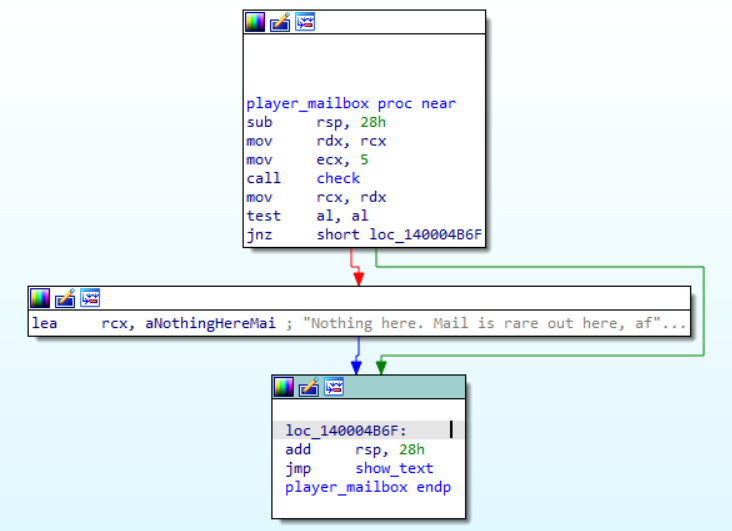 player_mailbox proc near
sub rsp, 28h
mov rdx, rcx
mov ecx, 5
call check
mov rcx, rdx
test al, al
jnz short loc_140004B6F
lea rcx, aNothingHereMai ; "Nothing here. Mail is rare out here, af"...
loc_140004B6F:
add rsp, 28h
jmp show_text
player_mailbox endp